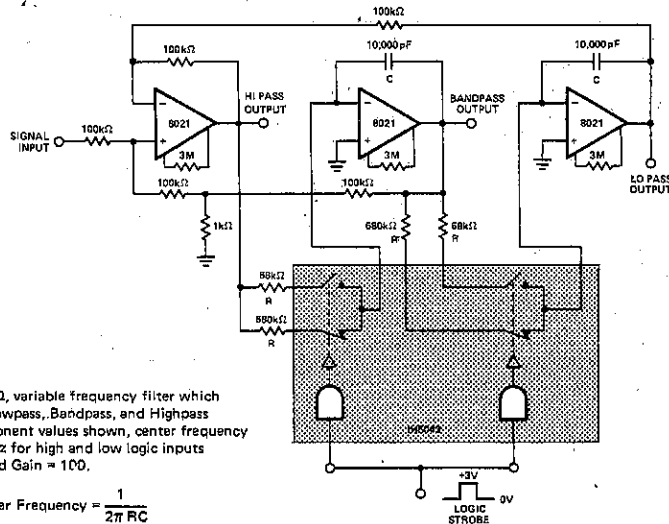 100kΩ
100kΩ
10,000pF
C
10,000pF
C
HI PASS
OUTPUT
BANDPASS
OUTPUT
8021
8021
8021
SIGNAL
INPUT
100kΩ
3M
3M
3M
LO PASS
OUTPUT
100kΩ
100kΩ
1kΩ
680kΩ
R
68kΩ
R
68kΩ
R
680kΩ
R
variable frequency filter which
Bandpass, and Highpass
values shown, center frequency
for high and low logic inputs
Gain = 100.
Frequency = 1
2π RC
+3V
0V
LOGIC
STROBE